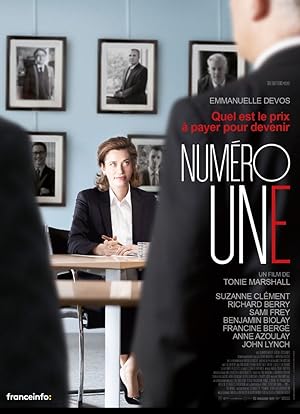 EMMANUELLE DEVOS
Quel est le prix
à payer pour devenir
NUMÉRO
UNE
UN FILM DE
TONIE MARSHALL
SUZANNE CLÉMENT
RICHARD BERRY
SAMI FREY
BENJAMIN BIOLAY
FRANCINE BERGÉ
ANNE AZOULAY
JOHN LYNCH
franceinfo: